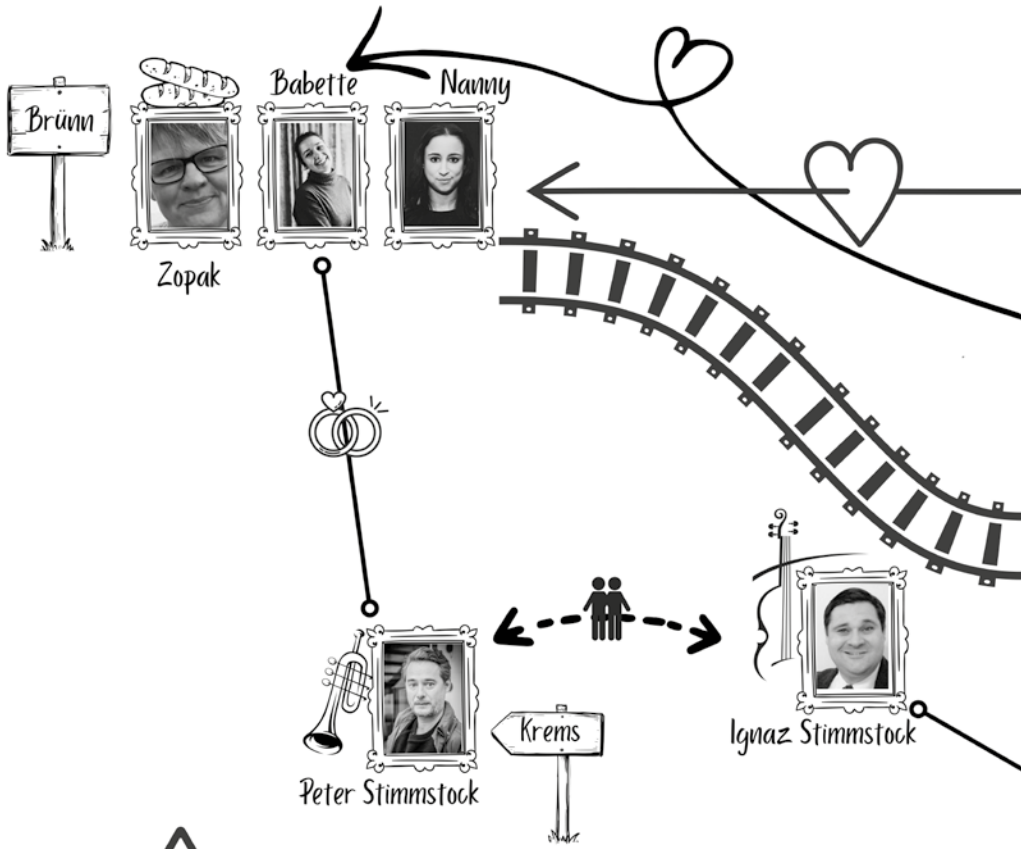 Babette
Nanny
Brünn
Zopak
Krems
Ignaz Stimmstock
Peter Stimmstock